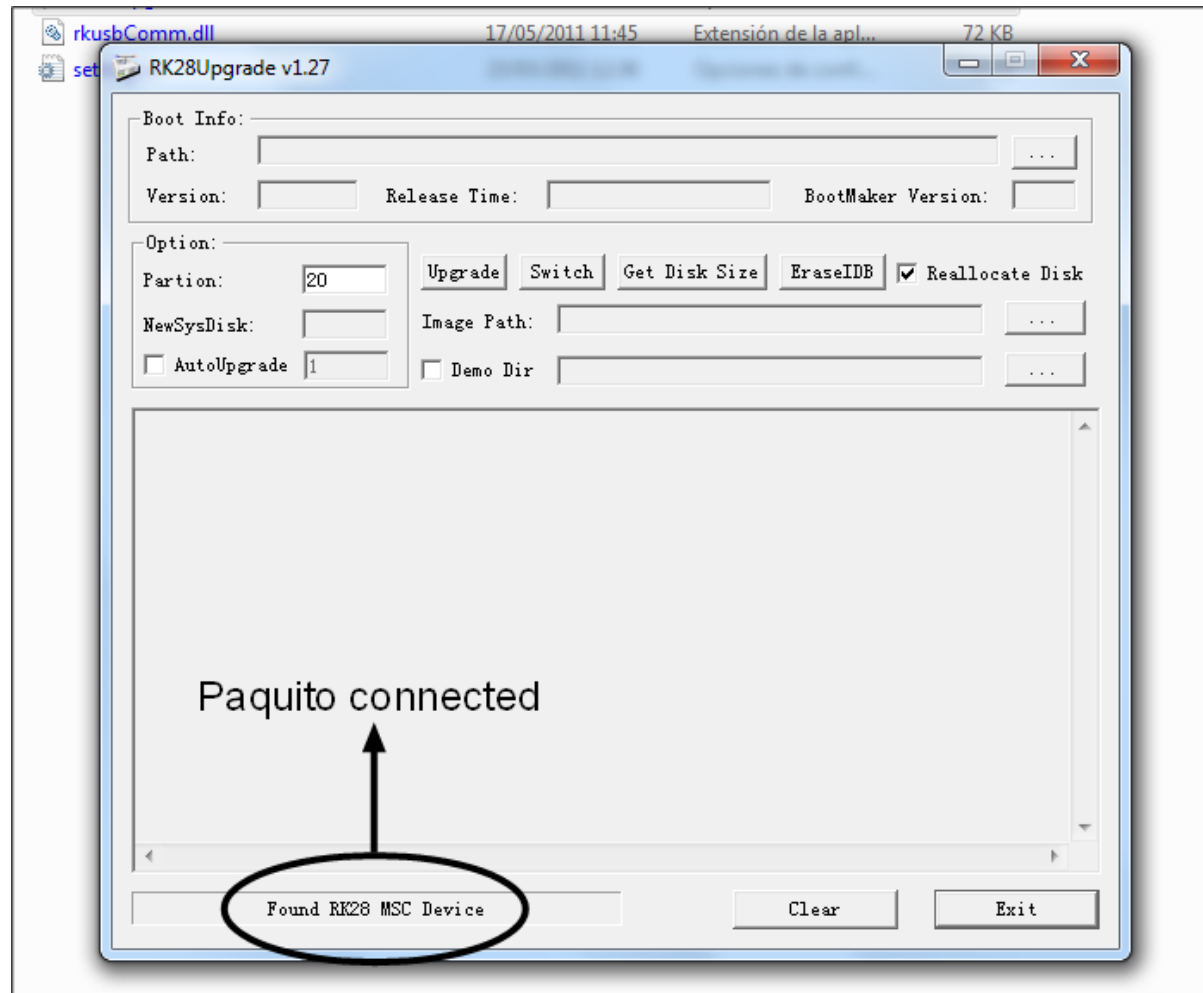 rkusbComm.dll 17/05/2011 11:45 Extensión de la apl... 72 KB
set
RK28Upgrade v1.27
Boot Info:
Path: ...
Version: Release Time: BootMaker Version:
Option:
Partion: 20 Upgrade Switch Get Disk Size EraseIDB Reallocate Disk
NewSysDisk: Image Path: ...
AutoUpgrade 1 Demo Dir ...
Paquito connected
Found RK28 MSC Device Clear Exit